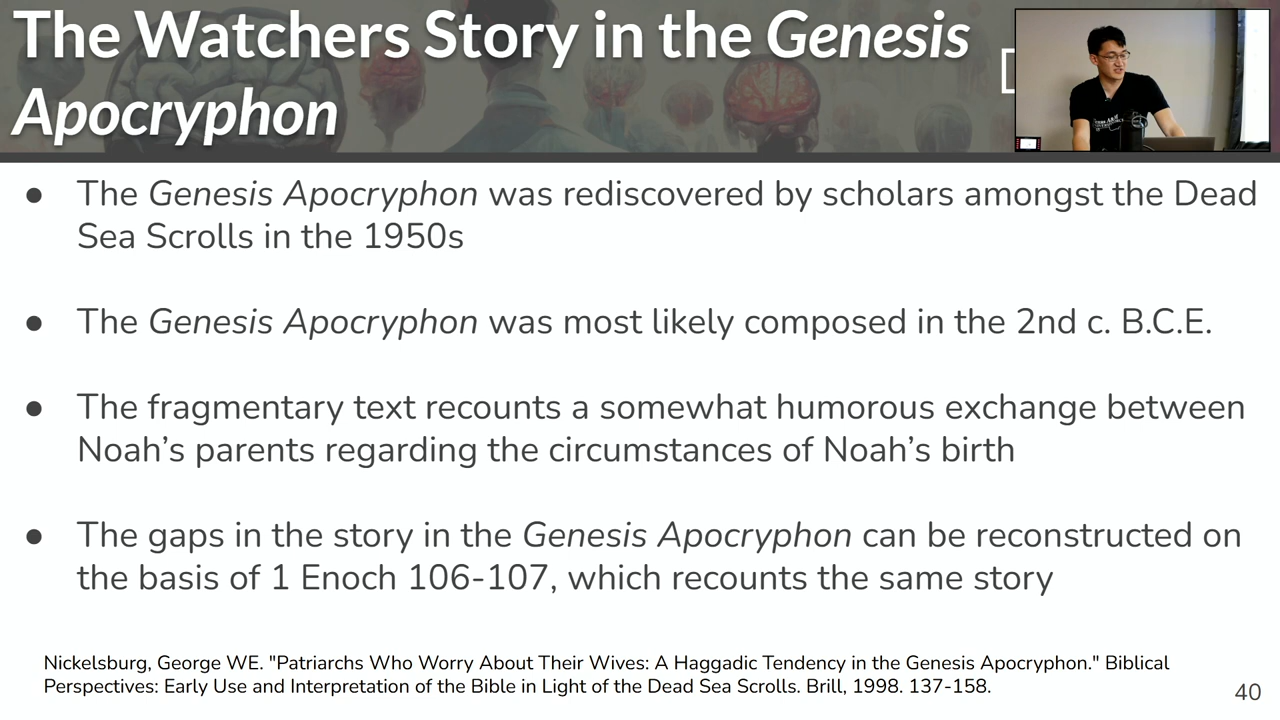 The Watchers Story in the Genesis
Apocryphon
● The Genesis Apocryphon was rediscovered by scholars amongst the Dead
Sea Scrolls in the 1950s
● The Genesis Apocryphon was most likely composed in the 2nd c. B.C.E.
● The fragmentary text recounts a somewhat humorous exchange between
Noah’s parents regarding the circumstances of Noah’s birth
● The gaps in the story in the Genesis Apocryphon can be reconstructed on
the basis of 1 Enoch 106-107, which recounts the same story
Nickelsburg, George WE. "Patriarchs Who Worry About Their Wives: A Haggadic Tendency in the Genesis Apocryphon." Biblical
Perspectives: Early Use and Interpretation of the Bible in Light of the Dead Sea Scrolls. Brill, 1998. 137-158.
40